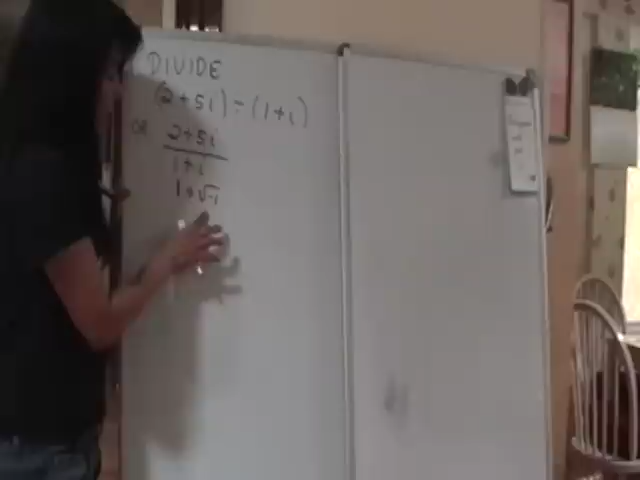 DIVIDE
(2+5i) ÷ (1+i)
OR 2+5i
1+i
1+√-1